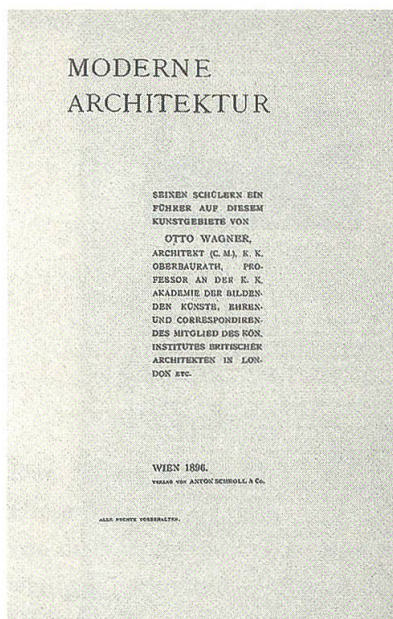 MODERNE
ARCHITEKTUR
SEINEN SCHÜLERN EIN
FÜHRER AUF DIESEM
KUNSTGEBIETE VON
OTTO WAGNER,
ARCHITEKT (C. M.), K. K.
OBERBAURATH, PRO-
FESSOR AN DER K. K.
AKADEMIE DER BILDEN-
DEN KÜNSTE, EHREN-
UND CORRESPONDIREN-
DES MITGLIED DES KÖN.
INSTITUTES BRITISCHER
ARCHITEKTEN IN LON-
DON ETC.
WIEN 1896.
VERLAG VON ANTON SCHROLL & Co.
ALLE RECHTE VORBEHALTEN.